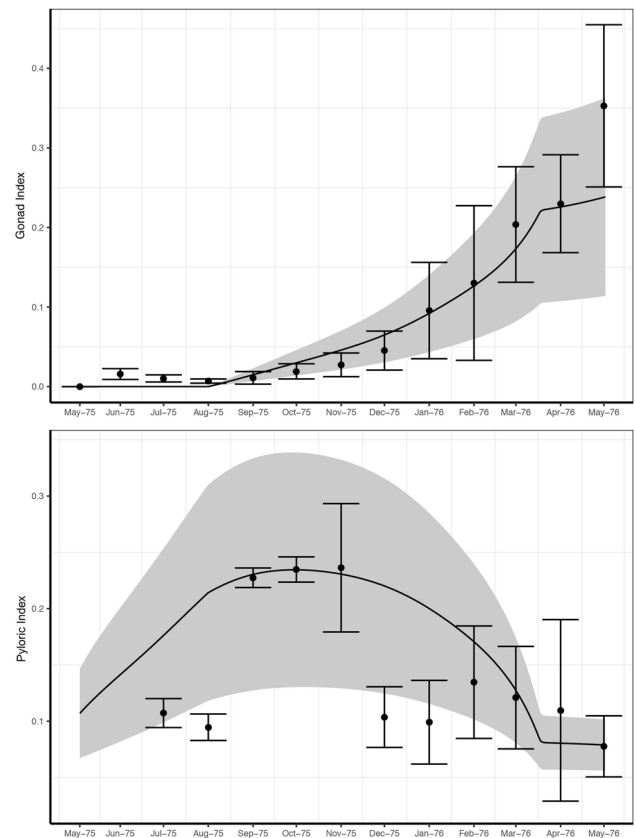 Gonad Index
0.4
0.3
0.2
0.1
0.0
May−75 Jun−75 Jul−75 Aug−75 Sep−75 Oct−75 Nov−75 Dec−75 Jan−76 Feb−76 Mar−76 Apr−76 May−76
Pyloric Index
0.3
0.2
0.1
May−75 Jun−75 Jul−75 Aug−75 Sep−75 Oct−75 Nov−75 Dec−75 Jan−76 Feb−76 Mar−76 Apr−76 May−76